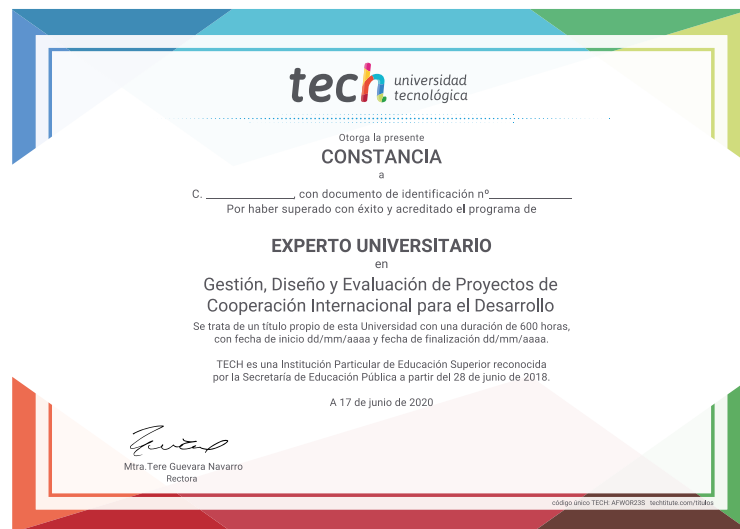 tech universidad
tecnológica
Otorga la presente
CONSTANCIA
a
C. ______________, con documento de identificación nº_____________
Por haber superado con éxito y acreditado el programa de
EXPERTO UNIVERSITARIO
en
Gestión, Diseño y Evaluación de Proyectos de
Cooperación Internacional para el Desarrollo
Se trata de un título propio de esta Universidad con una duración de 600 horas,
con fecha de inicio dd/mm/aaaa y fecha de finalización dd/mm/aaaa.
TECH es una Institución Particular de Educación Superior reconocida
por la Secretaría de Educación Pública a partir del 28 de junio de 2018.
A 17 de junio de 2020
Mtra.Tere Guevara Navarro
Rectora
código único TECH: AFWOR23S techtitute.com/títulos